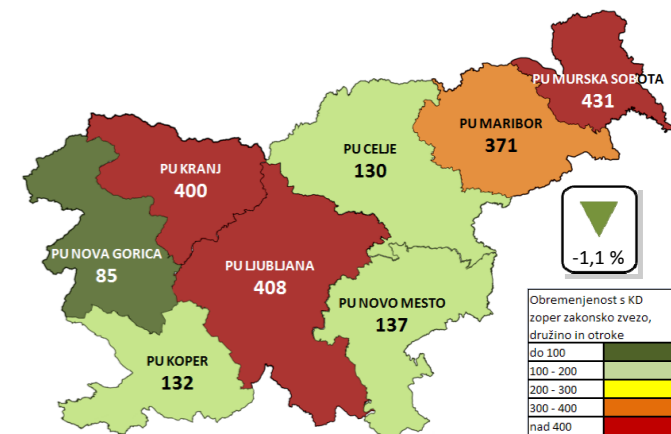 PU MURSKA SOBOTA
431
PU MARIBOR
371
PU CELJE
130
PU KRANJ
400
PU NOVA GORICA
85
PU LJUBLJANA
408
PU NOVO MESTO
137
PU KOPER
132
-1,1 %
Obremenjenost s KD
zoper zakonsko zvezo,
družino in otroke
do 100
100 - 200
200 - 300
300 - 400
nad 400